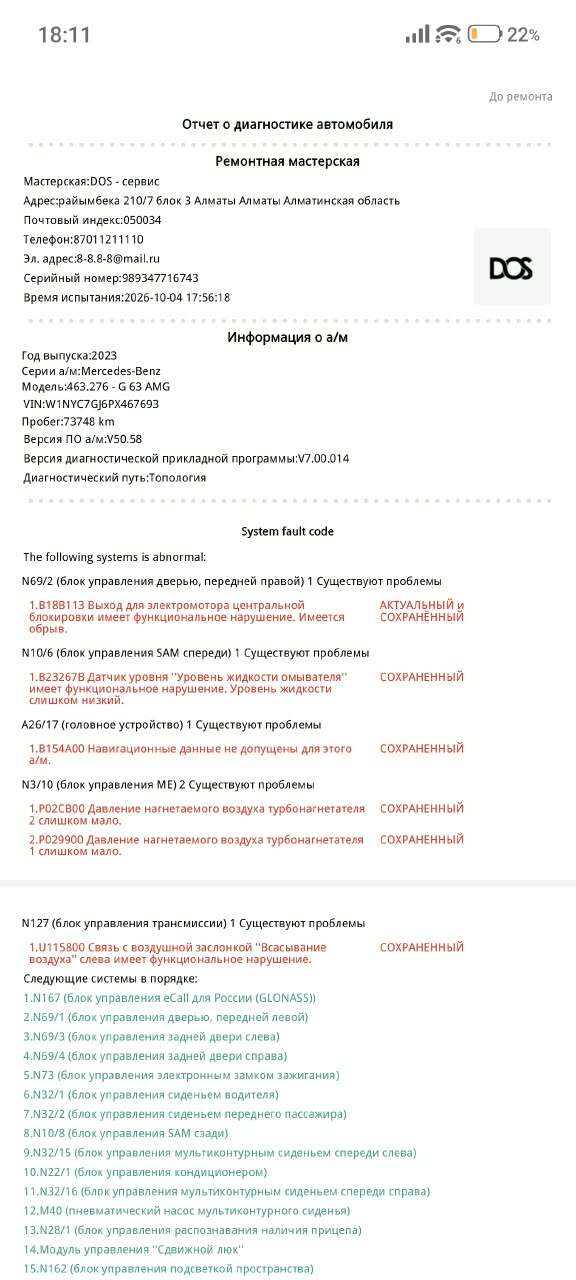 18:11
6
22%
До ремонта
Отчет о диагностике автомобиля
Ремонтная мастерская
Мастерская:DOS - сервис
Адрес:райымбека 210/7 блок 3 Алматы Алматы Алматинская область
Почтовый индекс:050034
Телефон:87011211110
Эл. адрес:8-8.8-8@mail.ru
DOS
Серийный номер:989347716743
Время испытания:2026-10-04 17:56:18
Информация о а/м
Год выпуска:2023
Серии а/м:Mercedes-Benz
Модель:463.276 - G 63 AMG
VIN:W1NYC7GJ6PX467693
Пробег:73748 km
Версия ПО а/м:V50.58
Версия диагностической прикладной программы:V7.00.014
Диагностический путь:Топология
System fault code
The following systems is abnormal:
N69/2 (блок управления дверью, передней правой) 1 Существуют проблемы
1.B18B113 Выход для электромотора центральной АКТУАЛЬНЫЙ и
блокировки имеет функциональное нарушение. Имеется СОХРАНЁННЫЙ
обрыв.
N10/6 (блок управления SAM спереди) 1 Существуют проблемы
1.B23267B Датчик уровня "Уровень жидкости омывателя" СОХРАНЕННЫЙ
имеет функциональное нарушение. Уровень жидкости
слишком низкий.
A26/17 (головное устройство) 1 Существуют проблемы
1.B154A00 Навигационные данные не допущены для этого СОХРАНЕННЫЙ
а/м.
N3/10 (блок управления ME) 2 Существуют проблемы
1.P02CB00 Давление нагнетаемого воздуха турбонагнетателя СОХРАНЕННЫЙ
2 слишком мало.
2.P029900 Давление нагнетаемого воздуха турбонагнетателя СОХРАНЕННЫЙ
1 слишком мало.
N127 (блок управления трансмиссии) 1 Существуют проблемы
1.U115800 Связь с воздушной заслонкой "Всасывание СОХРАНЕННЫЙ
воздуха" слева имеет функциональное нарушение.
Следующие системы в порядке:
1.N167 (блок управления eCall для России (GLONASS))
2.N69/1 (блок управления дверью, передней левой)
3.N69/3 (блок управления задней двери слева)
4.N69/4 (блок управления задней двери справа)
5.N73 (блок управления электронным замком зажигания)
6.N32/1 (блок управления сиденьем водителя)
7.N32/2 (блок управления сиденьем переднего пассажира)
8.N10/8 (блок управления SAM сзади)
9.N32/15 (блок управления мультиконтурным сиденьем спереди слева)
10.N22/1 (блок управления кондиционером)
11.N32/16 (блок управления мультиконтурным сиденьем спереди справа)
12.M40 (пневматический насос мультиконтурного сиденья)
13.N28/1 (блок управления распознавания наличия прицепа)
14.Модуль управления "Сдвижной люк"
15.N162 (блок управления подсветкой пространства)